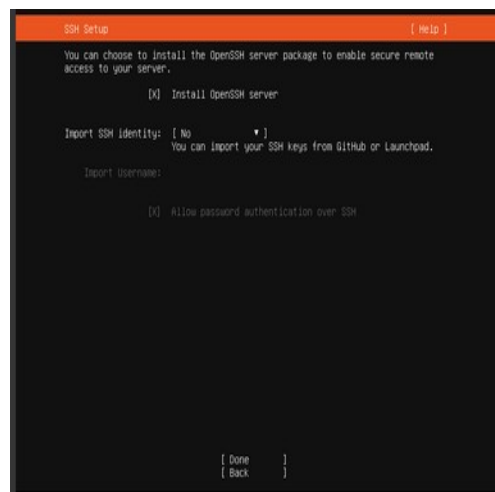 SSH Setup [ Help ]
You can choose to install the OpenSSH server package to enable secure remote
access to your server.
[X] Install OpenSSH server
Import SSH identity: [ No ▾ ]
You can import your SSH keys from GitHub or Launchpad.
Import Username:
[X] Allow password authentication over SSH
[ Done ]
[ Back ]